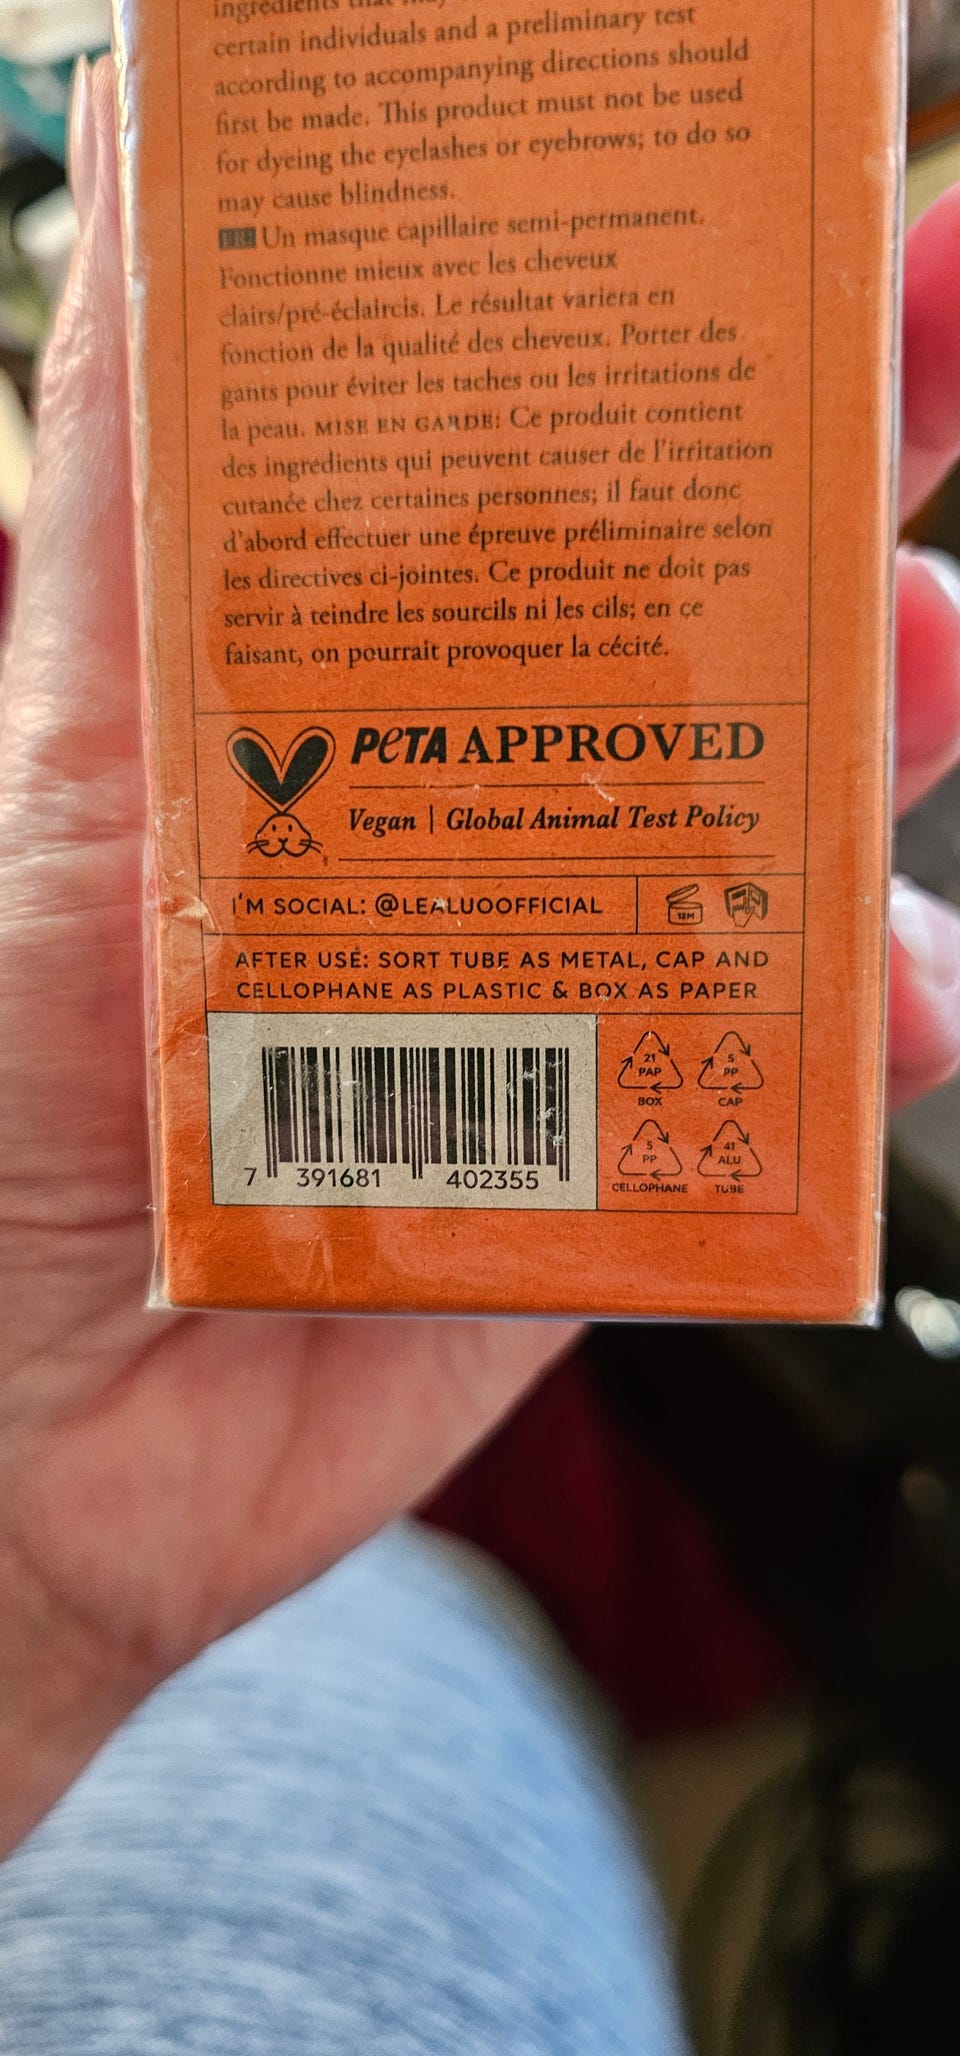 ingredients that may
certain individuals and a preliminary test
according to accompanying directions should
first be made. This product must not be used
for dyeing the eyelashes or eyebrows; to do so
may cause blindness.
Un masque capillaire semi-permanent.
Fonctionne mieux avec les cheveux
clairs/pré-éclaircis. Le résultat variera en
fonction de la qualité des cheveux. Porter des
gants pour éviter les taches ou les irritations de
la peau. MISE EN GARDE: Ce produit contient
des ingredients qui peuvent causer de l'irritation
cutanée chez certaines personnes; il faut donc
d'abord effectuer une épreuve préliminaire selon
les directives ci-jointes. Ce produit ne doit pas
servir à teindre les sourcils ni les cils; en ce
faisant, on pourrait provoquer la cécité.
PETA APPROVED
Vegan | Global Animal Test Policy
I'M SOCIAL: @LEALUOOFFICIAL
12M
AFTER USE: SORT TUBE AS METAL, CAP AND
CELLOPHANE AS PLASTIC & BOX AS PAPER
7 391681 402355
21 PAP BOX
5 PP CAP
5 PP CELLOPHANE
41 ALU TUBE